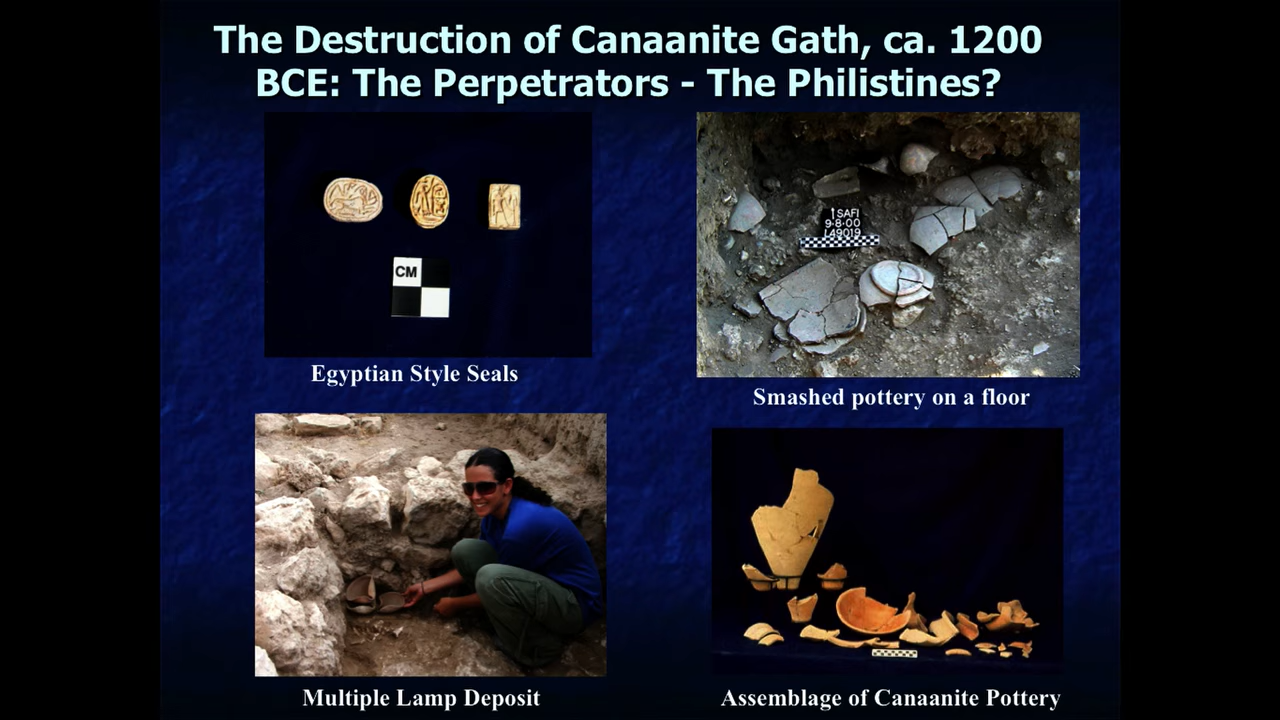 The Destruction of Canaanite Gath, ca. 1200
BCE: The Perpetrators - The Philistines?
CM
Egyptian Style Seals
↑SAFI
9-8-00
L49019
Smashed pottery on a floor
Multiple Lamp Deposit
Assemblage of Canaanite Pottery